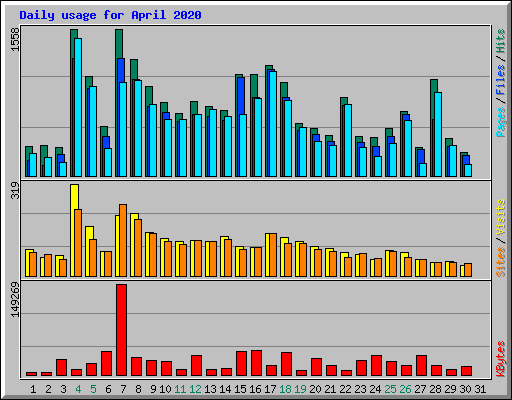 Daily usage for April 2020
1558
Pages / Files / Hits
319
Sites / Visits
149269
KBytes
1 2 3 4 5 6 7 8 9 10 11 12 13 14 15 16 17 18 19 20 21 22 23 24 25 26 27 28 29 30 31